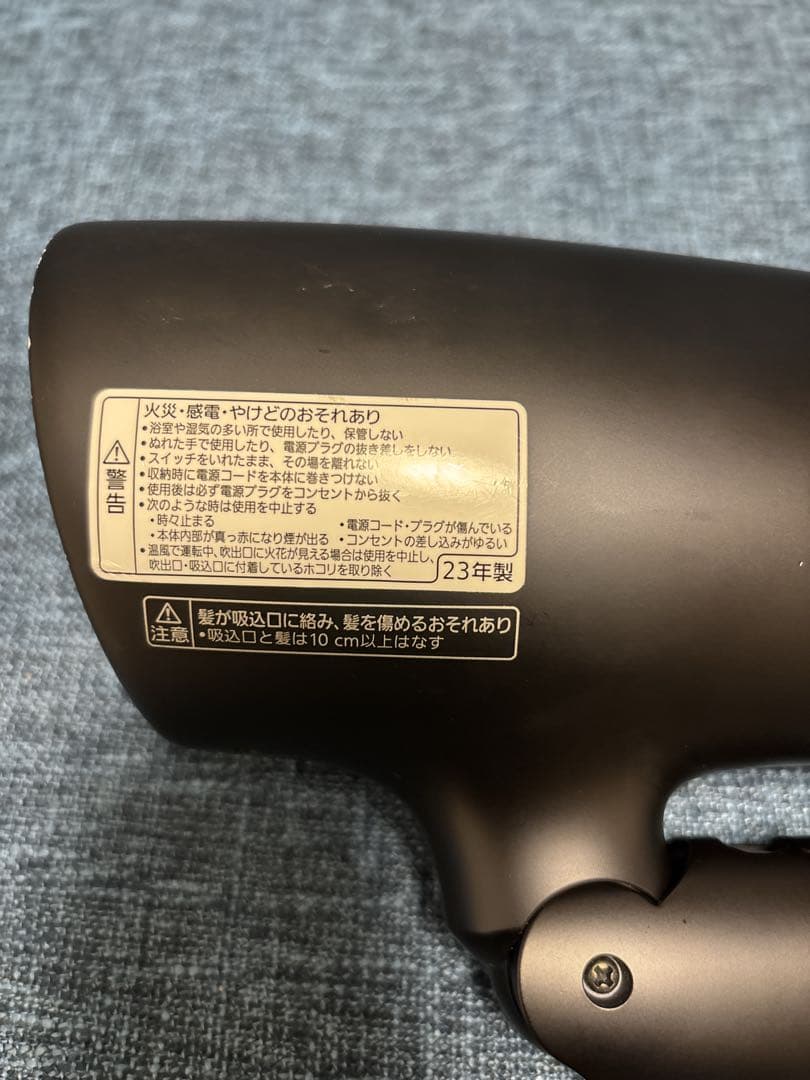 警告
火災・感電・やけどのおそれあり
•浴室や湿気の多い所で使用したり、保管しない
•ぬれた手で使用したり、電源プラグの抜き差しをしない
•スイッチをいれたまま、その場を離れない
•収納時に電源コードを本体に巻きつけない
•使用後は必ず電源プラグをコンセントから抜く
•次のような時は使用を中止する
•時々止まる •電源コード・プラグが傷んでいる
•本体内部が真っ赤になり煙が出る •コンセントの差し込みがゆるい
•温風で運転中、吹出口に火花が見える場合は使用を中止し、
吹出口・吸込口に付着しているホコリを取り除く
23年製
注意
髪が吸込口に絡み、髪を傷めるおそれあり
•吸込口と髪は10 cm以上はなす